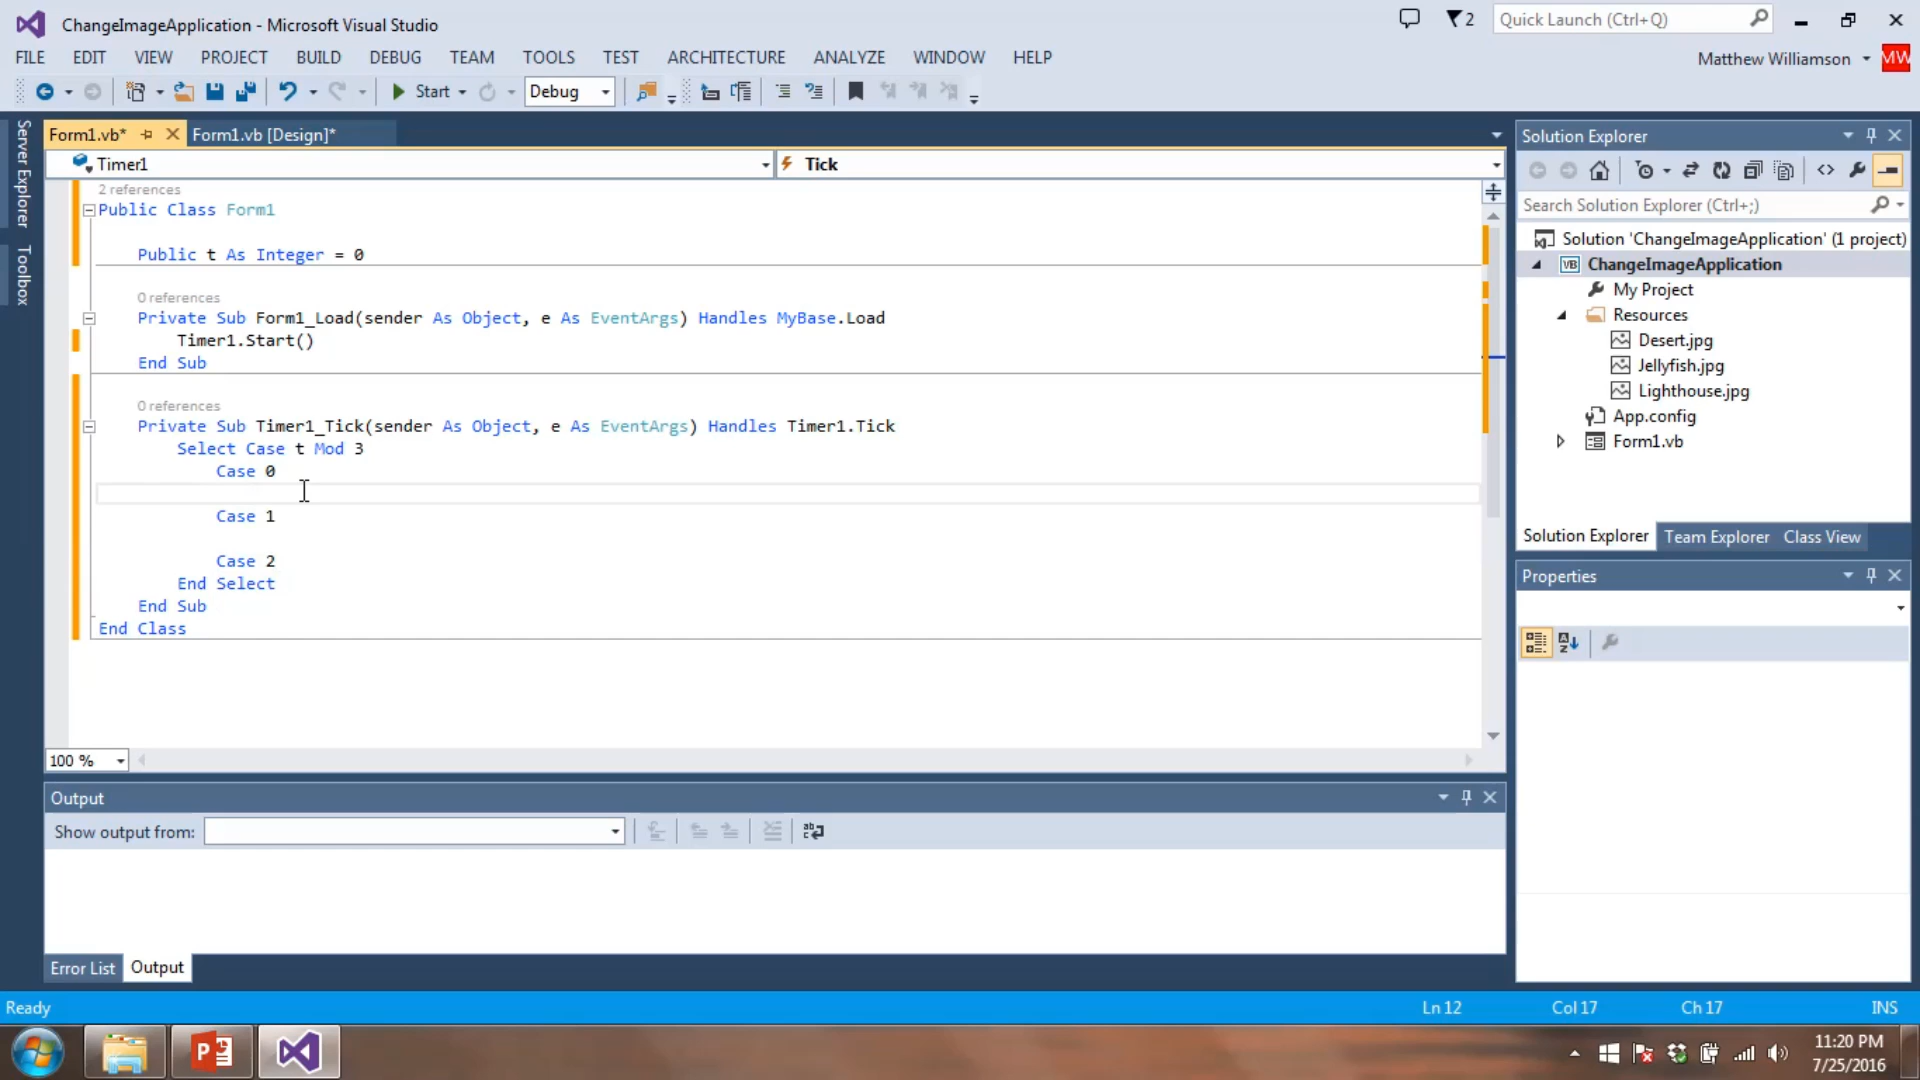 ChangeImageApplication - Microsoft Visual Studio
2
Quick Launch (Ctrl+Q)
FILE EDIT VIEW PROJECT BUILD DEBUG TEAM TOOLS TEST ARCHITECTURE ANALYZE WINDOW HELP
Matthew Williamson
MW
Start
Debug
Server Explorer
Toolbox
Form1.vb*
Form1.vb [Design]*
Timer1
Tick
2 references
Public Class Form1
Public t As Integer = 0
0 references
Private Sub Form1_Load(sender As Object, e As EventArgs) Handles MyBase.Load
Timer1.Start()
End Sub
0 references
Private Sub Timer1_Tick(sender As Object, e As EventArgs) Handles Timer1.Tick
Select Case t Mod 3
Case 0
Case 1
Case 2
End Select
End Sub
End Class
100 %
Output
Show output from:
Error List
Output
Solution Explorer
Search Solution Explorer (Ctrl+;)
Solution 'ChangeImageApplication' (1 project)
VB ChangeImageApplication
My Project
Resources
Desert.jpg
Jellyfish.jpg
Lighthouse.jpg
App.config
Form1.vb
Solution Explorer Team Explorer Class View
Properties
Ready
Ln 12
Col 17
Ch 17
INS
11:20 PM
7/25/2016